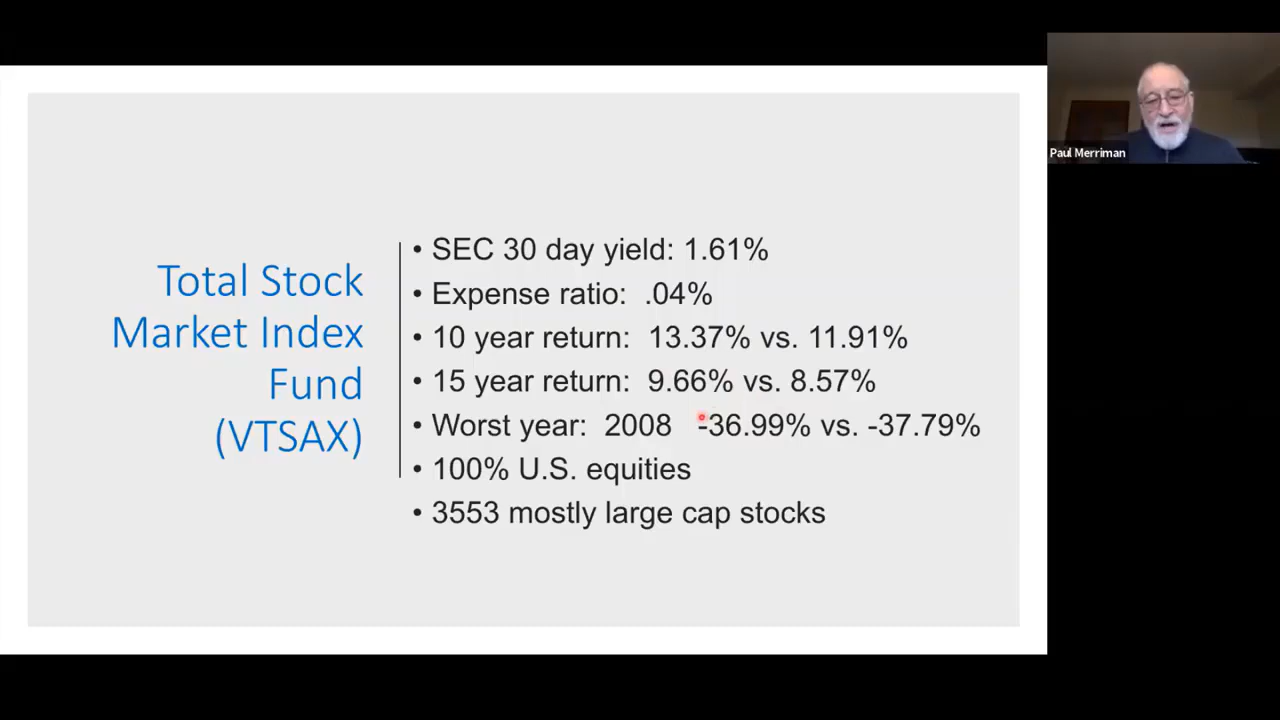 Total Stock
Market Index
Fund
(VTSAX)
• SEC 30 day yield: 1.61%
• Expense ratio: .04%
• 10 year return: 13.37% vs. 11.91%
• 15 year return: 9.66% vs. 8.57%
• Worst year: 2008 -36.99% vs. -37.79%
• 100% U.S. equities
• 3553 mostly large cap stocks
Paul Merriman